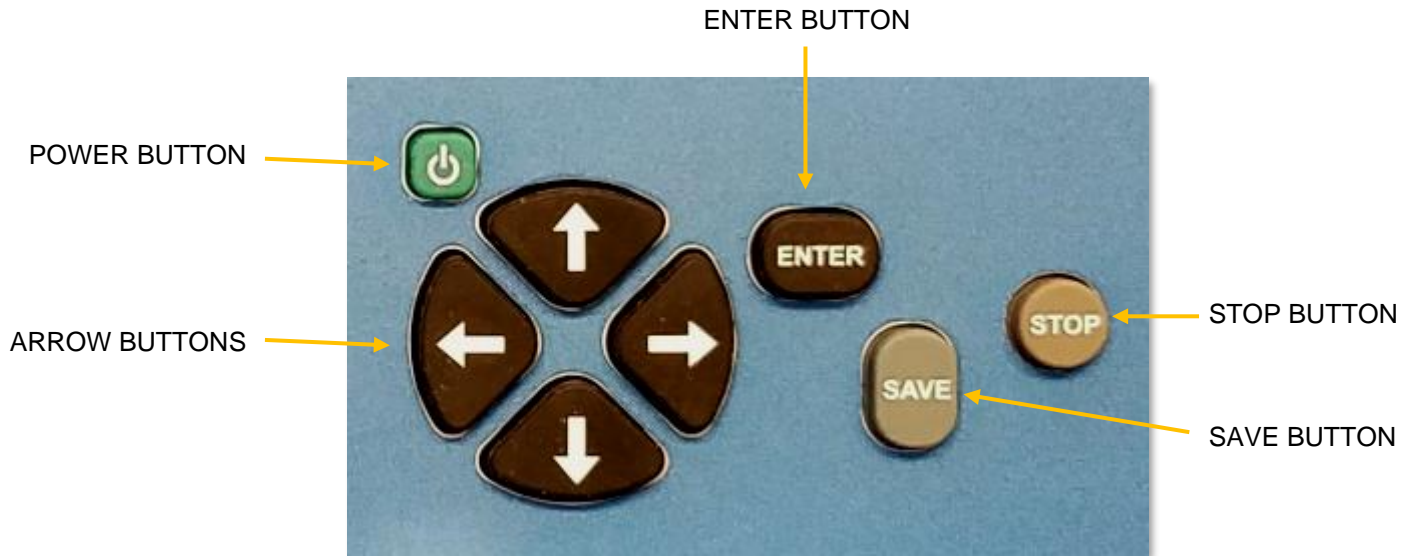 ENTER BUTTON
POWER BUTTON
ENTER
ARROW BUTTONS
STOP
STOP BUTTON
SAVE
SAVE BUTTON